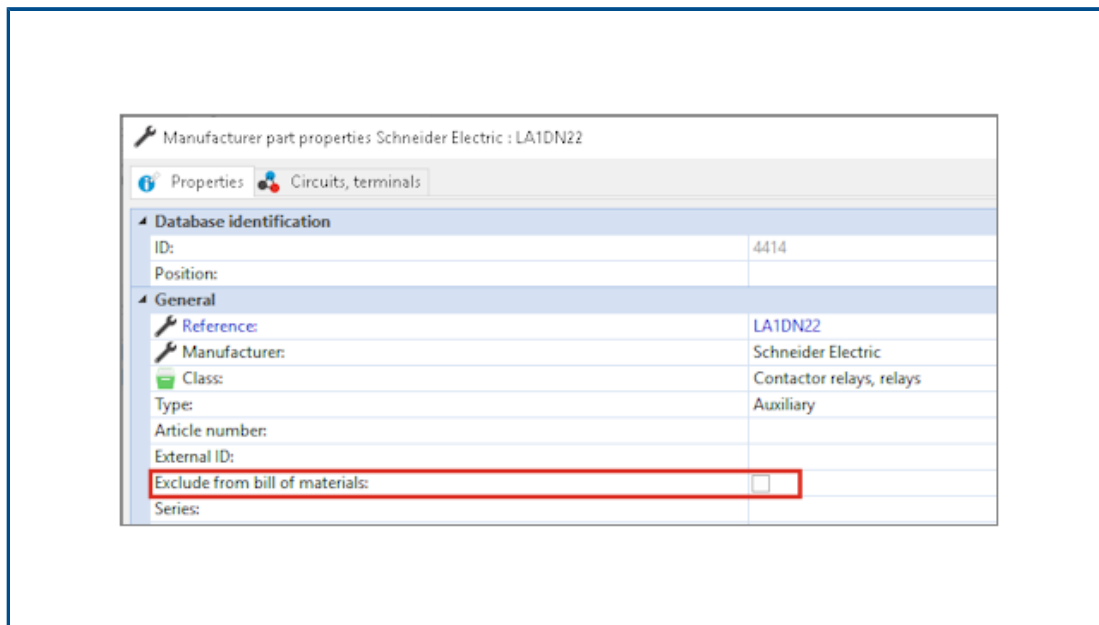 Manufacturer part properties Schneider Electric : LA1DN22
Properties Circuits, terminals
Database identification
ID: 4414
Position:
General
Reference: LA1DN22
Manufacturer: Schneider Electric
Class: Contactor relays, relays
Type: Auxiliary
Article number:
External ID:
Exclude from bill of materials:
Series: